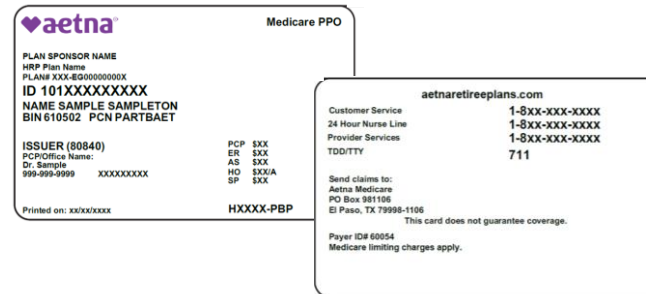 aetna
Medicare PPO
PLAN SPONSOR NAME
HRP Plan Name
PLAN# XXX-EG00000000X
ID 101XXXXXXXXX
NAME SAMPLE SAMPLETON
BIN 610502 PCN PARTBAET
ISSUER (80840)
PCP/Office Name:
Dr. Sample
999-999-9999 XXXXXXXXX
PCP $XX
ER $XX
AS $XX
HO $XX/A
SP $XX
Printed on: xx/xx/xxxx
HXXXX-PBP
aetnaretireeplans.com
Customer Service 1-8xx-xxx-xxxx
24 Hour Nurse Line 1-8xx-xxx-xxxx
Provider Services 1-8xx-xxx-xxxx
TDD/TTY 711
Send claims to:
Aetna Medicare
PO Box 981106
El Paso, TX 79998-1106
This card does not guarantee coverage.
Payer ID# 60054
Medicare limiting charges apply.